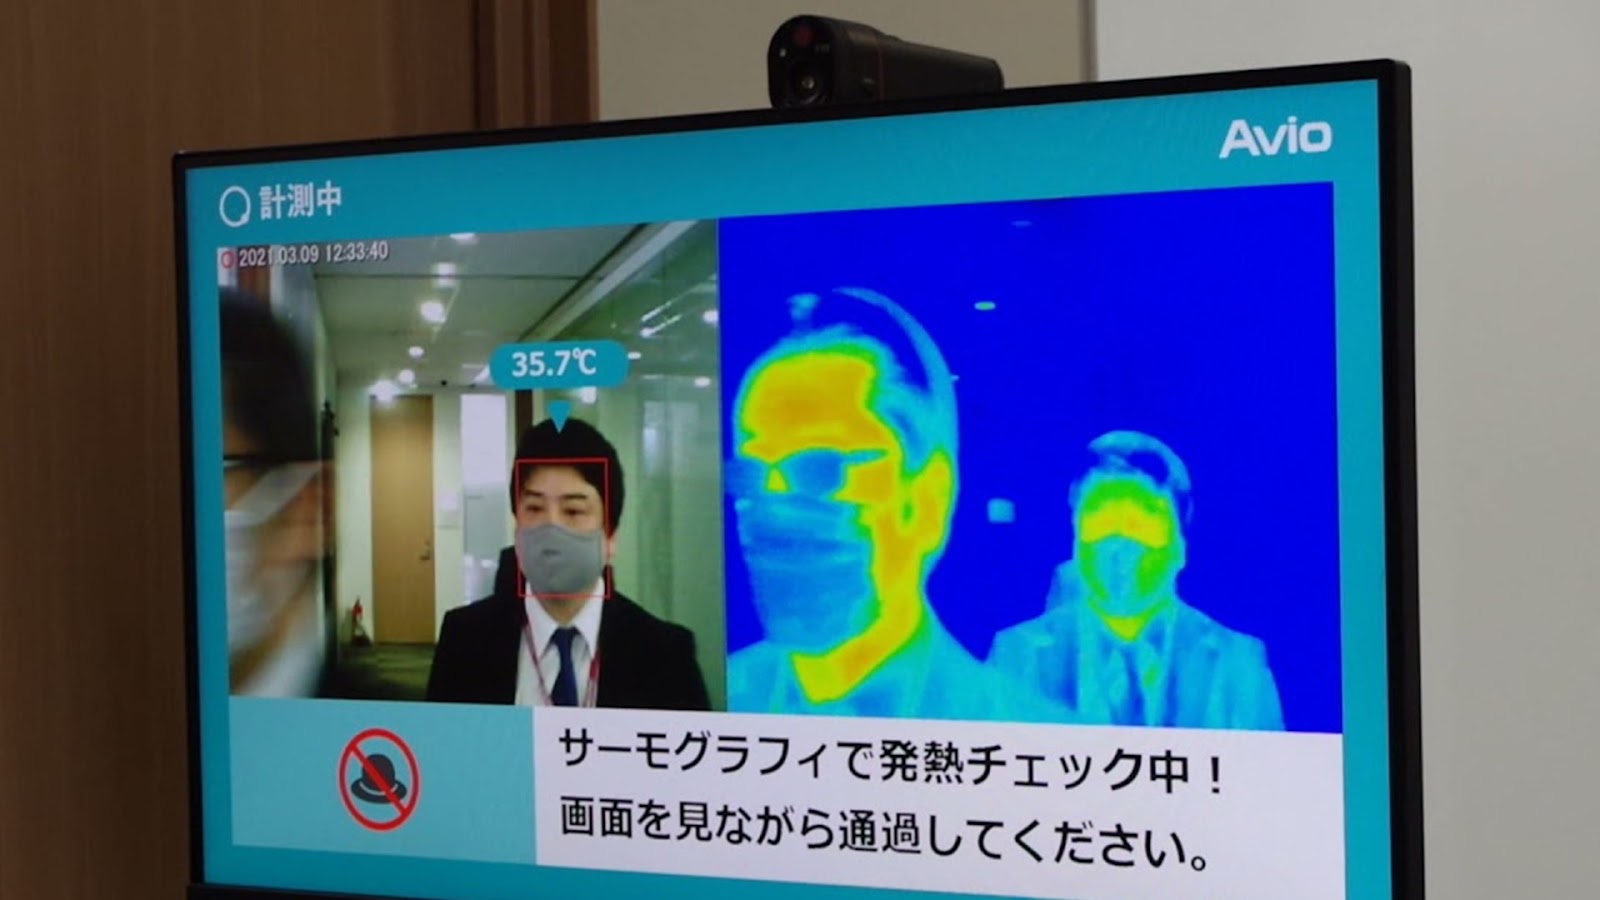 Avio
計測中
2021.03.09 12:33:40
35.7℃
サーモグラフィで発熱チェック中！
画面を見ながら通過してください。